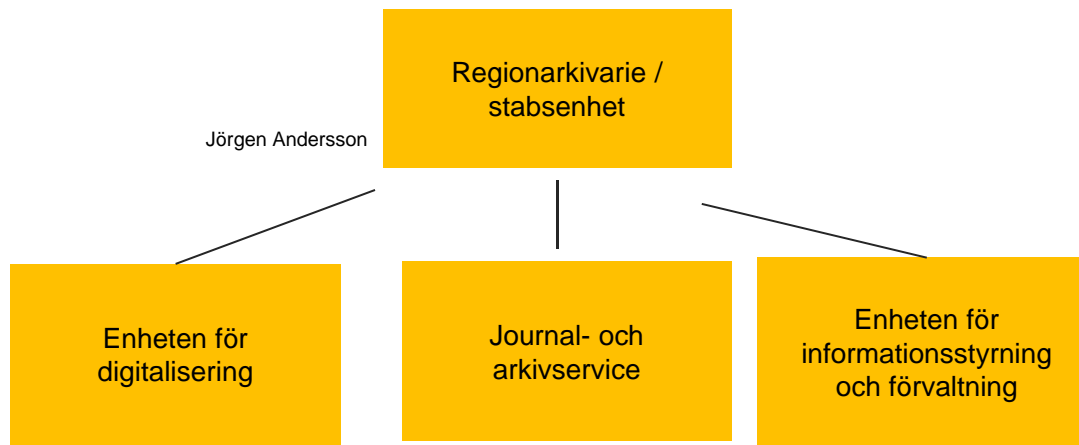 Regionarkivarie /
stabsenhet
Jörgen Andersson
Enheten för
digitalisering
Journal- och
arkivservice
Enheten för
informationsstyrning
och förvaltning